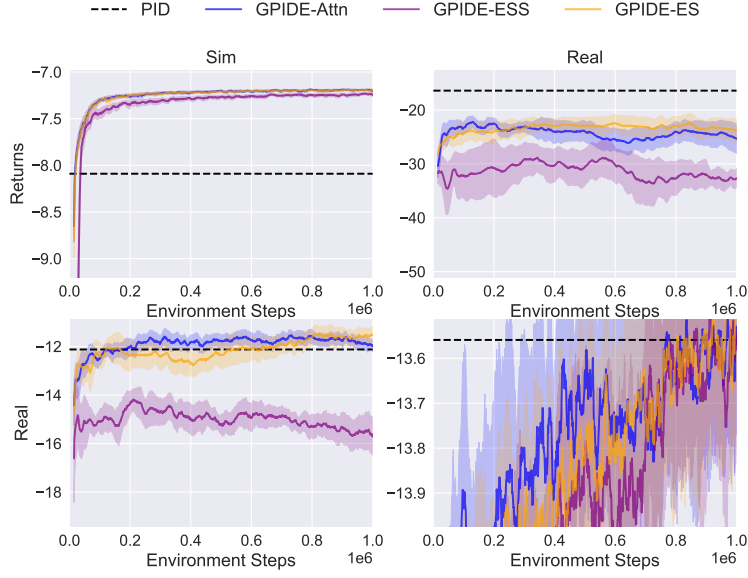 PID GPIDE-Attn GPIDE-ESS GPIDE-ES
Sim
Real
−7.0
−7.5
−8.0
−8.5
−9.0
Returns
0.0 0.2 0.4 0.6 0.8 1.0
Environment Steps
1e6
−20
−30
−40
−50
0.0 0.2 0.4 0.6 0.8 1.0
Environment Steps
1e6
−12
−14
−16
−18
Real
0.0 0.2 0.4 0.6 0.8 1.0
Environment Steps
1e6
−13.6
−13.7
−13.8
−13.9
0.0 0.2 0.4 0.6 0.8 1.0
Environment Steps
1e6